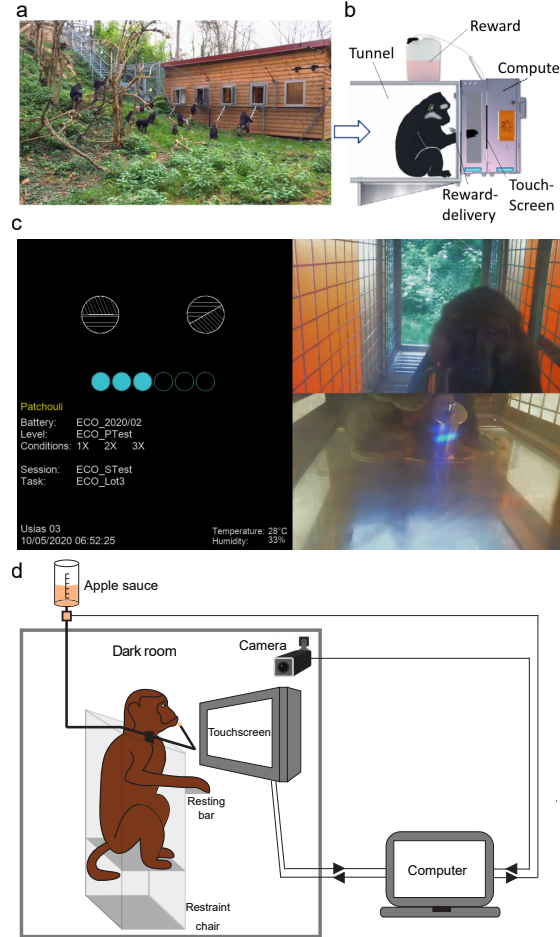 a
b
Reward
Tunnel
Compute
Reward-
delivery
Touch-
Screen
c
Patchouli
Battery: ECO_2020/02
Level: ECO_PTest
Conditions: 1X 2X 3X
Session: ECO_STest
Task: ECO_Lot3
Usias 03
10/05/2020 06:52:25
Temperature: 28°C
Humidity: 33%
d
Apple sauce
Dark room
Camera
Touchscreen
Resting
bar
Computer
Restraint
chair